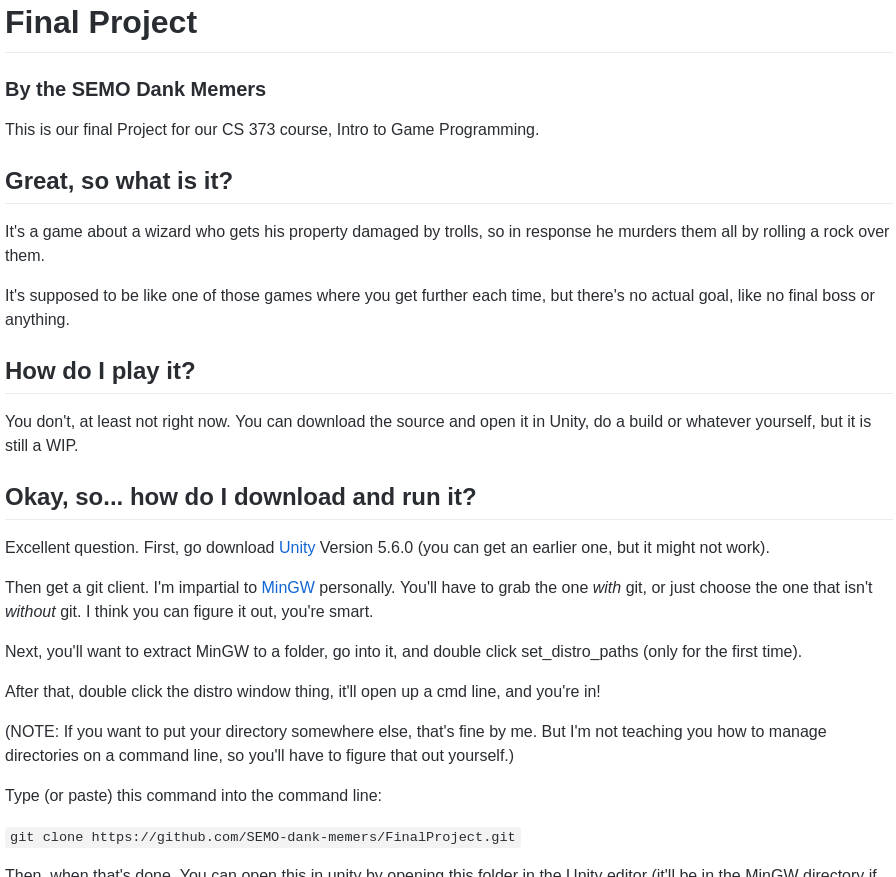 Final Project
By the SEMO Dank Memers
This is our final Project for our CS 373 course, Intro to Game Programming.
Great, so what is it?
It's a game about a wizard who gets his property damaged by trolls, so in response he murders them all by rolling a rock over
them.
It's supposed to be like one of those games where you get further each time, but there's no actual goal, like no final boss or
anything.
How do I play it?
You don't, at least not right now. You can download the source and open it in Unity, do a build or whatever yourself, but it is
still a WIP.
Okay, so... how do I download and run it?
Excellent question. First, go download Unity Version 5.6.0 (you can get an earlier one, but it might not work).
Then get a git client. I'm impartial to MinGW personally. You'll have to grab the one with git, or just choose the one that isn't
without git. I think you can figure it out, you're smart.
Next, you'll want to extract MinGW to a folder, go into it, and double click set_distro_paths (only for the first time).
After that, double click the distro window thing, it'll open up a cmd line, and you're in!
(NOTE: If you want to put your directory somewhere else, that's fine by me. But I'm not teaching you how to manage
directories on a command line, so you'll have to figure that out yourself.)
Type (or paste) this command into the command line:
git clone https://github.com/SEMO-dank-memers/FinalProject.git
Then, when that's done, You can open this in unity by opening this folder in the Unity editor (it'll be in the MinGW directory if